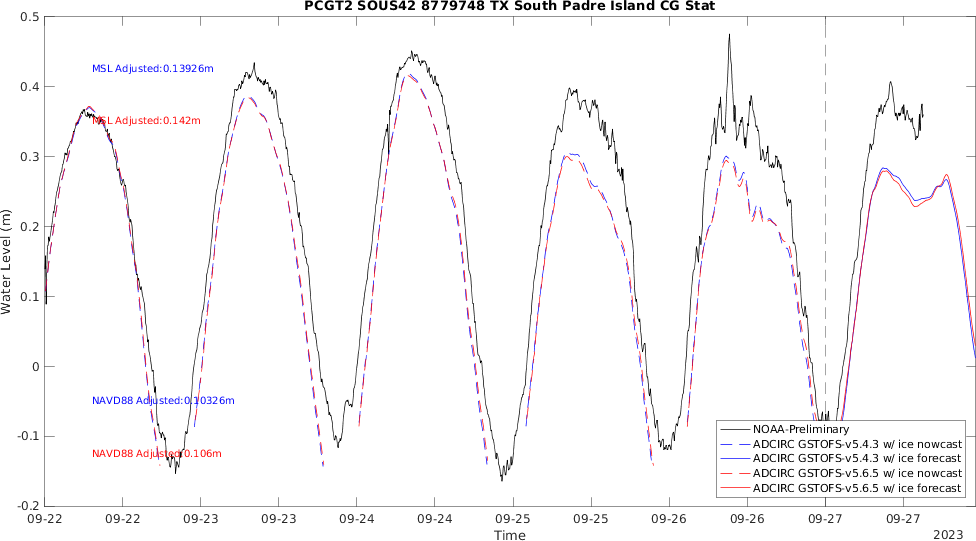 PCGT2 SOUS42 8779748 TX South Padre Island CG Stat
0.5
0.4
0.3
0.2
0.1
0
-0.1
-0.2
Water Level (m)
MSL Adjusted:0.13926m
MSL Adjusted:0.142m
NAVD88 Adjusted:0.10326m
NAVD88 Adjusted:0.106m
NOAA-Preliminary
ADCIRC GSTOFS-v5.4.3 w/ ice nowcast
ADCIRC GSTOFS-v5.4.3 w/ ice forecast
ADCIRC GSTOFS-v5.6.5 w/ ice nowcast
ADCIRC GSTOFS-v5.6.5 w/ ice forecast
09-22 09-22 09-23 09-23 09-24 09-24 09-25 09-25 09-26 09-26 09-27 09-27
Time
2023